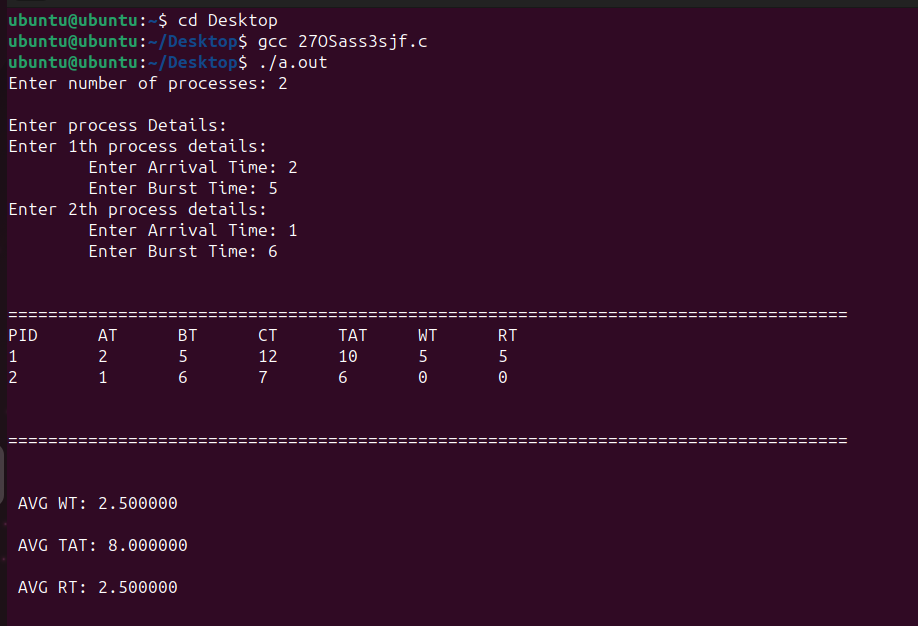 ubuntu@ubuntu:~$ cd Desktop
ubuntu@ubuntu:~/Desktop$ gcc 27OSass3sjf.c
ubuntu@ubuntu:~/Desktop$ ./a.out
Enter number of processes: 2
Enter process Details:
Enter 1th process details:
Enter Arrival Time: 2
Enter Burst Time: 5
Enter 2th process details:
Enter Arrival Time: 1
Enter Burst Time: 6
====================================================================================
PID AT BT CT TAT WT RT
1 2 5 12 10 5 5
2 1 6 7 6 0 0
====================================================================================
AVG WT: 2.500000
AVG TAT: 8.000000
AVG RT: 2.500000